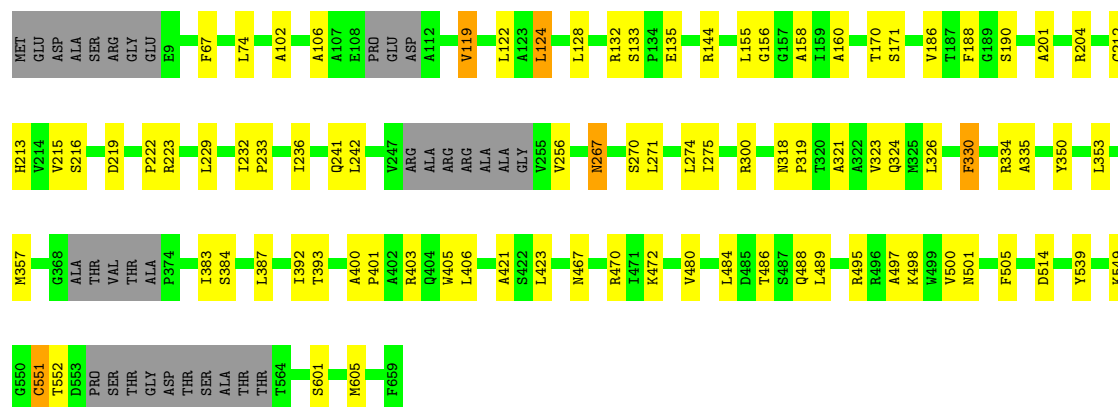 MET GLU ASP ALA SER ARG GLY GLU E9 F67 L74 A102 A106 A107 E108 PRO GLU ASP A112 V119 L122 A123 L124 L128 R132 S133 P134 E135 R144 L155 G156 G157 A158 I159 A160 T170 S171 V186 T187 F188 G189 S190 A201 R204
H213 V214 V215 S216 D219 P222 R223 L229 I232 P233 I236 Q241 L242 V247 ARG ALA ARG ARG ALA ALA GLY V255 V256 N267 S270 L271 L274 I275 R300 N318 P319 T320 A321 A322 V323 Q324 M325 L326 F330 R334 A335 Y350 L353
M357 G368 ALA THR VAL THR ALA P374 I383 S384 L387 I392 T393 A400 P401 A402 R403 Q404 W405 L406 A421 S422 L423 N467 R470 I471 K472 V480 L484 D485 T486 S487 Q488 L489 R495 R496 A497 K498 W499 V500 N501 F505 D514 Y539
G550 C551 T552 D553 PRO SER THR GLY ASP THR SER ALA THR THR T564 S601 M605 F659